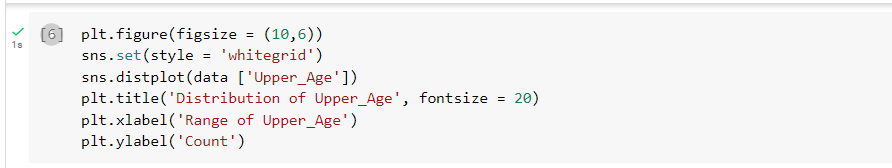 [6] plt.figure(figsize = (10,6))
1s
sns.set(style = 'whitegrid')
sns.distplot(data ['Upper_Age'])
plt.title('Distribution of Upper_Age', fontsize = 20)
plt.xlabel('Range of Upper_Age')
plt.ylabel('Count')